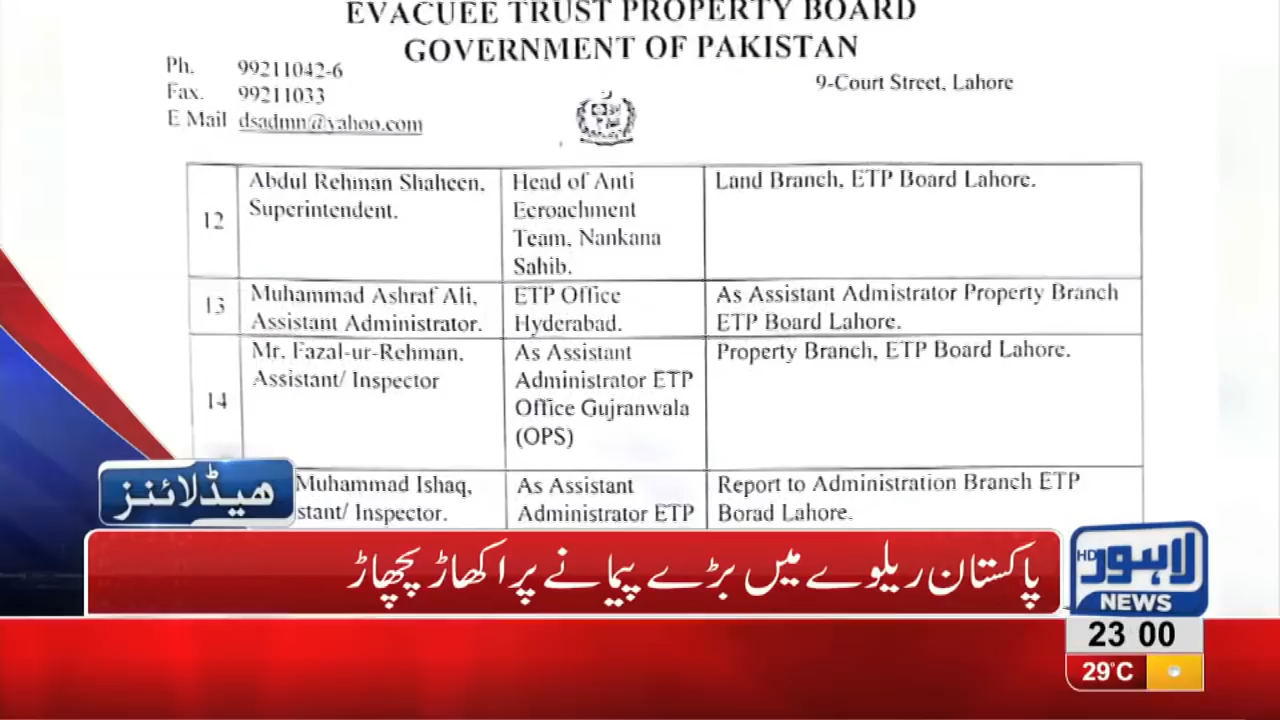 EVACUEE TRUST PROPERTY BOARD
GOVERNMENT OF PAKISTAN
Ph. 99211042-6
Fax. 99211033
E Mail dsadmn@yahoo.com
9-Court Street, Lahore
12
Abdul Rehman Shaheen,
Superintendent.
Head of Anti
Ecroachment
Team, Nankana
Sahib.
Land Branch, ETP Board Lahore.
13
Muhammad Ashraf Ali,
Assistant Administrator.
ETP Office
Hyderabad.
As Assistant Admistrator Property Branch
ETP Board Lahore.
14
Mr. Fazal-ur-Rehman,
Assistant/ Inspector
As Assistant
Administrator ETP
Office Gujranwala
(OPS)
Property Branch, ETP Board Lahore.
Muhammad Ishaq,
stant/ Inspector.
As Assistant
Administrator ETP
Report to Administration Branch ETP
Borad Lahore.
ہیڈلائنز
پاکستان ریلوے میں بڑے پیمانے پر اکھاڑ پچھاڑ
لاہور HD
NEWS
23 00
29°C